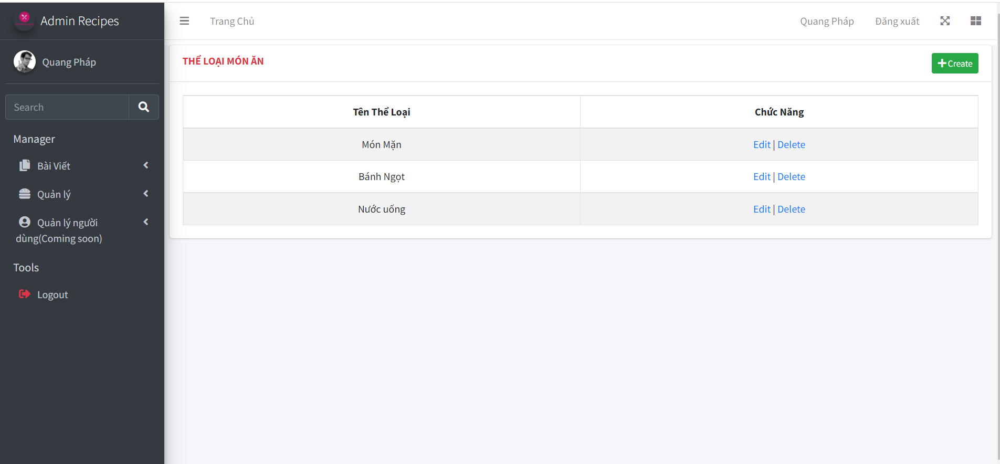 Admin Recipes
Trang Chủ
Quang Pháp
Đăng xuất
Quang Pháp
Search
Manager
Bài Viết
Quản lý
Quản lý người
dùng(Coming soon)
Tools
Logout
THỂ LOẠI MÓN ĂN
Create
Tên Thể Loại
Chức Năng
Món Mặn
Edit | Delete
Bánh Ngọt
Edit | Delete
Nước uống
Edit | Delete